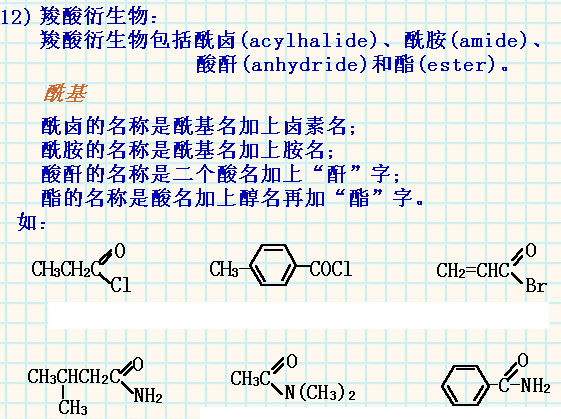 12) 羧酸衍生物：
羧酸衍生物包括酰卤(acylhalide)、酰胺(amide)、
酸酐(anhydride)和酯(ester)。
酰基
酰卤的名称是酰基名加上卤素名；
酰胺的名称是酰基名加上胺名；
酸酐的名称是二个酸名加上“酐”字；
酯的名称是酸名加上醇名再加“酯”字。
如：
CH₃CH₂C O Cl
CH₃ COCl
CH₂=CHC O Br
CH₃CHCH₂C O NH₂ CH₃
CH₃C O N(CH₃)₂
C O NH₂